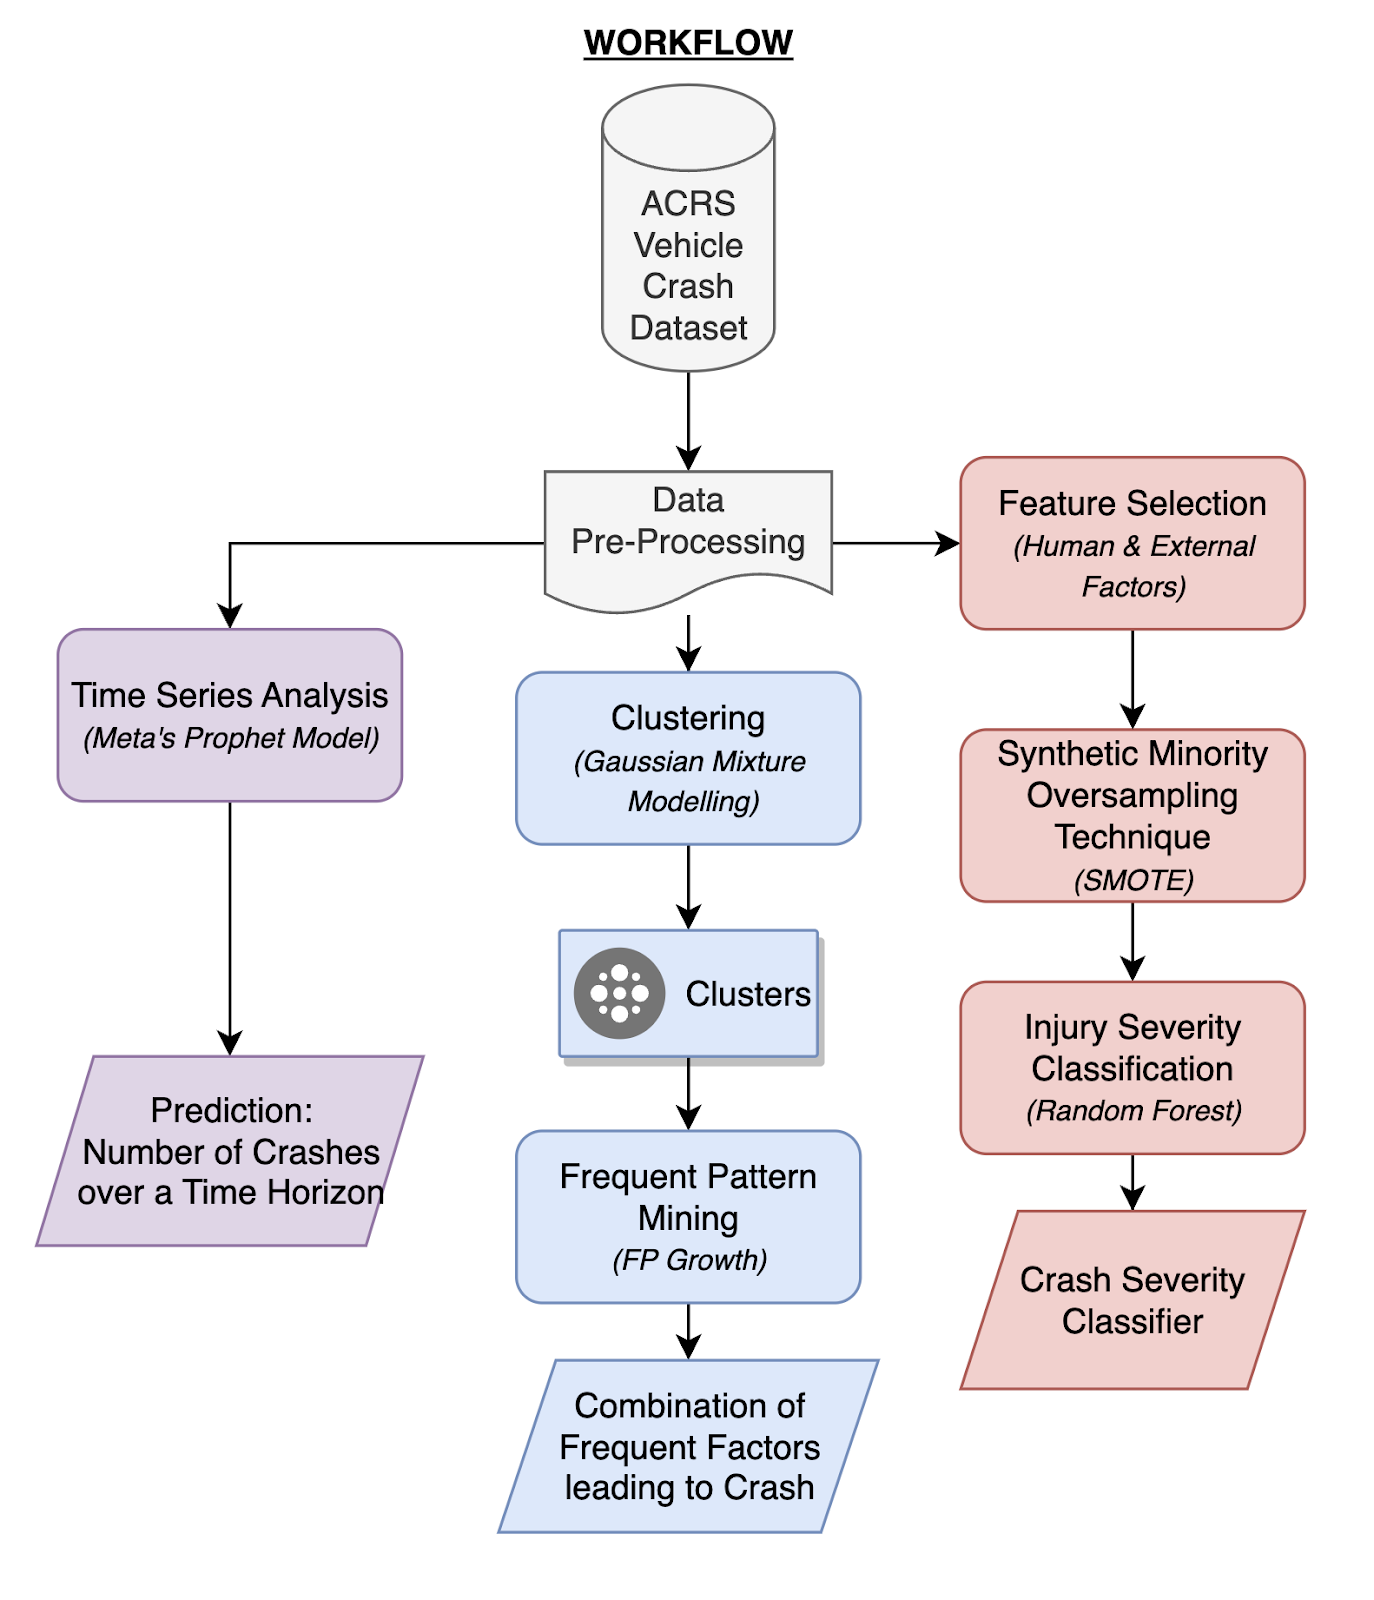 WORKFLOW
ACRS
Vehicle
Crash
Dataset
Data
Pre-Processing
Feature Selection
(Human & External
Factors)
Time Series Analysis
(Meta's Prophet Model)
Clustering
(Gaussian Mixture
Modelling)
Synthetic Minority
Oversampling
Technique
(SMOTE)
Clusters
Injury Severity
Classification
(Random Forest)
Prediction:
Number of Crashes
over a Time Horizon
Frequent Pattern
Mining
(FP Growth)
Crash Severity
Classifier
Combination of
Frequent Factors
leading to Crash